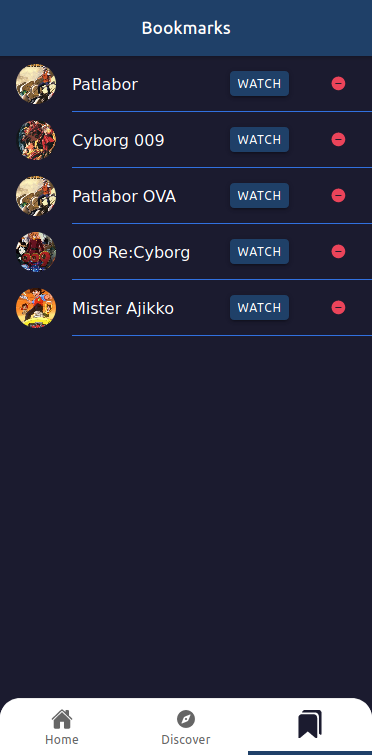 Bookmarks
Patlabor WATCH
Cyborg 009 WATCH
Patlabor OVA WATCH
009 Re:Cyborg WATCH
Mister Ajikko WATCH
Home Discover